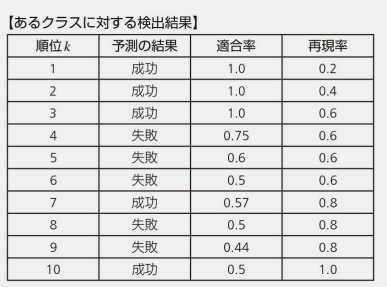 【あるクラスに対する検出結果】
順位k 予測の結果 適合率 再現率
1 成功 1.0 0.2
2 成功 1.0 0.4
3 成功 1.0 0.6
4 失敗 0.75 0.6
5 失敗 0.6 0.6
6 失敗 0.5 0.6
7 成功 0.57 0.8
8 失敗 0.5 0.8
9 失敗 0.44 0.8
10 成功 0.5 1.0